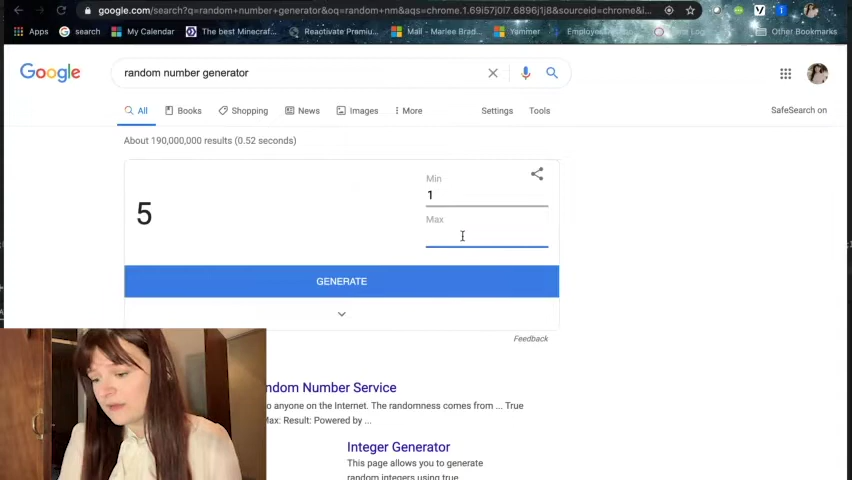 google.com/search?q=random+number+generator&oq=random+nm&aqs=chrome.1.69i57j0l7.6896j1j8&sourceid=chrome&i...
Apps search My Calendar The best Minecraf... Reactivate Premiu... Mail - Marlee Brad... Yammer Other Bookmarks
Google random number generator
All Books Shopping News Images More Settings Tools SafeSearch on
About 190,000,000 results (0.52 seconds)
Min
1
5
Max
GENERATE
Feedback
ndom Number Service
o anyone on the Internet. The randomness comes from ... True
Max: Result: Powered by ...
Integer Generator
This page allows you to generate
random integers using true